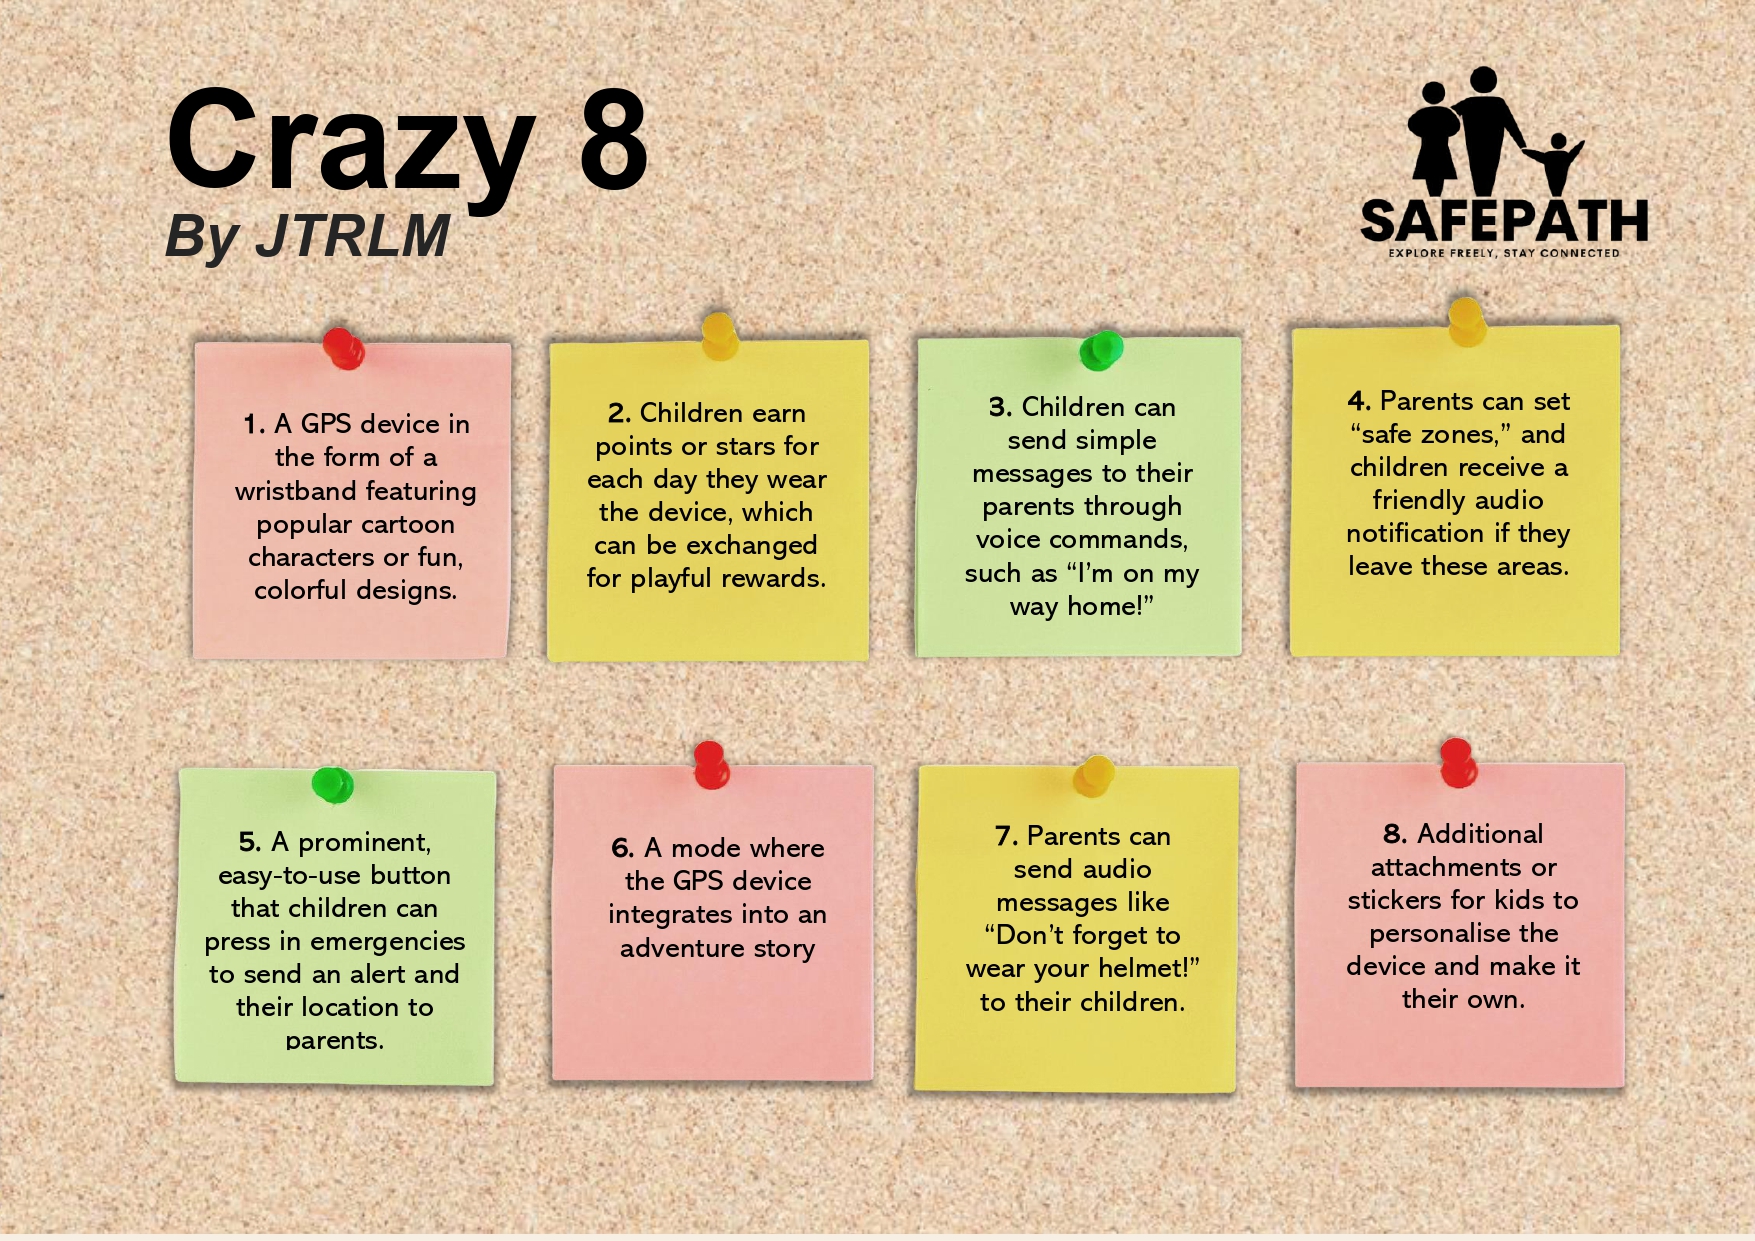 Crazy 8
By JTRLM
SAFEPATH
EXPLORE FREELY, STAY CONNECTED
1. A GPS device in
the form of a
wristband featuring
popular cartoon
characters or fun,
colorful designs.
2. Children earn
points or stars for
each day they wear
the device, which
can be exchanged
for playful rewards.
3. Children can
send simple
messages to their
parents through
voice commands,
such as “I’m on my
way home!”
4. Parents can set
“safe zones,” and
children receive a
friendly audio
notification if they
leave these areas.
5. A prominent,
easy-to-use button
that children can
press in emergencies
to send an alert and
their location to
parents.
6. A mode where
the GPS device
integrates into an
adventure story
7. Parents can
send audio
messages like
“Don’t forget to
wear your helmet!”
to their children.
8. Additional
attachments or
stickers for kids to
personalise the
device and make it
their own.